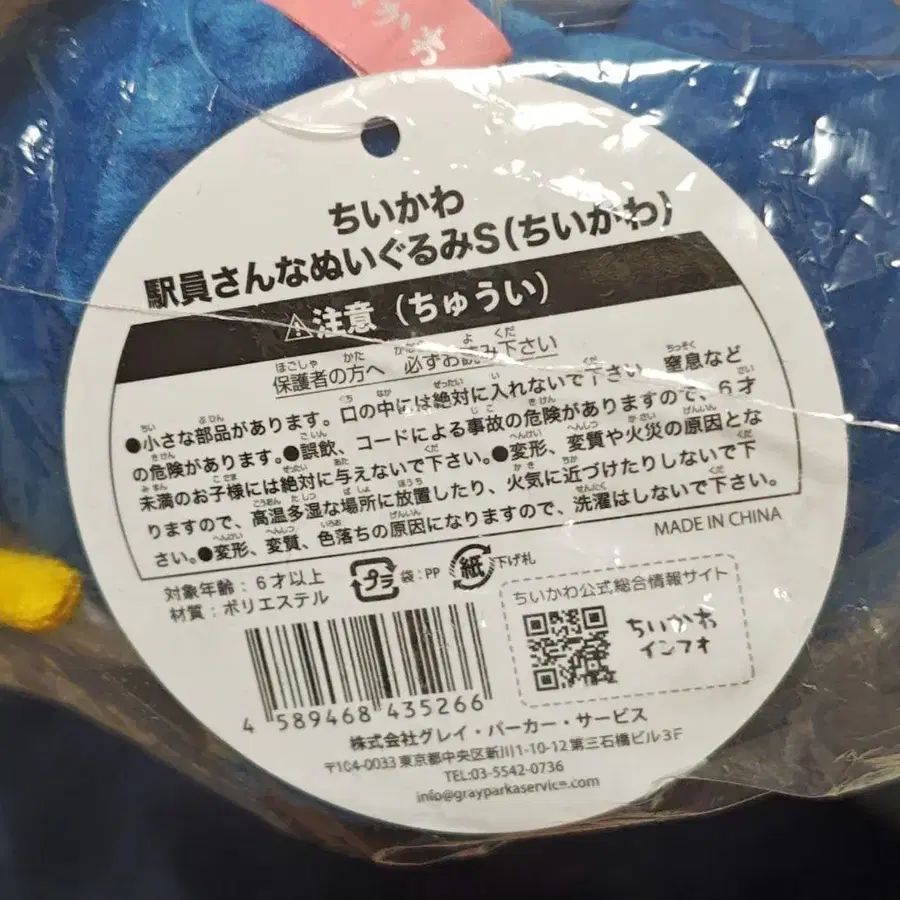 ちいかわ
駅員さんなぬいぐるみS(ちいかわ)
⚠注意(ちゅうい)
保護者の方へ 必ずお読み下さい
●小さな部品があります。口の中には絶対に入れないで下さい。窒息など
の危険があります。●誤飲、コードによる事故の危険がありますので、6才
未満のお子様には絶対に与えないで下さい。●変形、変質や火災の原因とな
りますので、高温多湿な場所に放置したり、火気に近づけたりしないで下
さい。●変形、変質、色落ちの原因になりますので、洗濯はしないで下さい。
MADE IN CHINA
対象年齢:6才以上
材質:ポリエステル
プラ 袋:PP 紙 下げ札
ちいかわ公式総合情報サイト
ちいかわ
インフォ
4 589468 435266
株式会社グレイ・パーカー・サービス
〒104-0033 東京都中央区新川1-10-12 第三石橋ビル3F
TEL:03-5542-0736
info@grayparkaservice.com